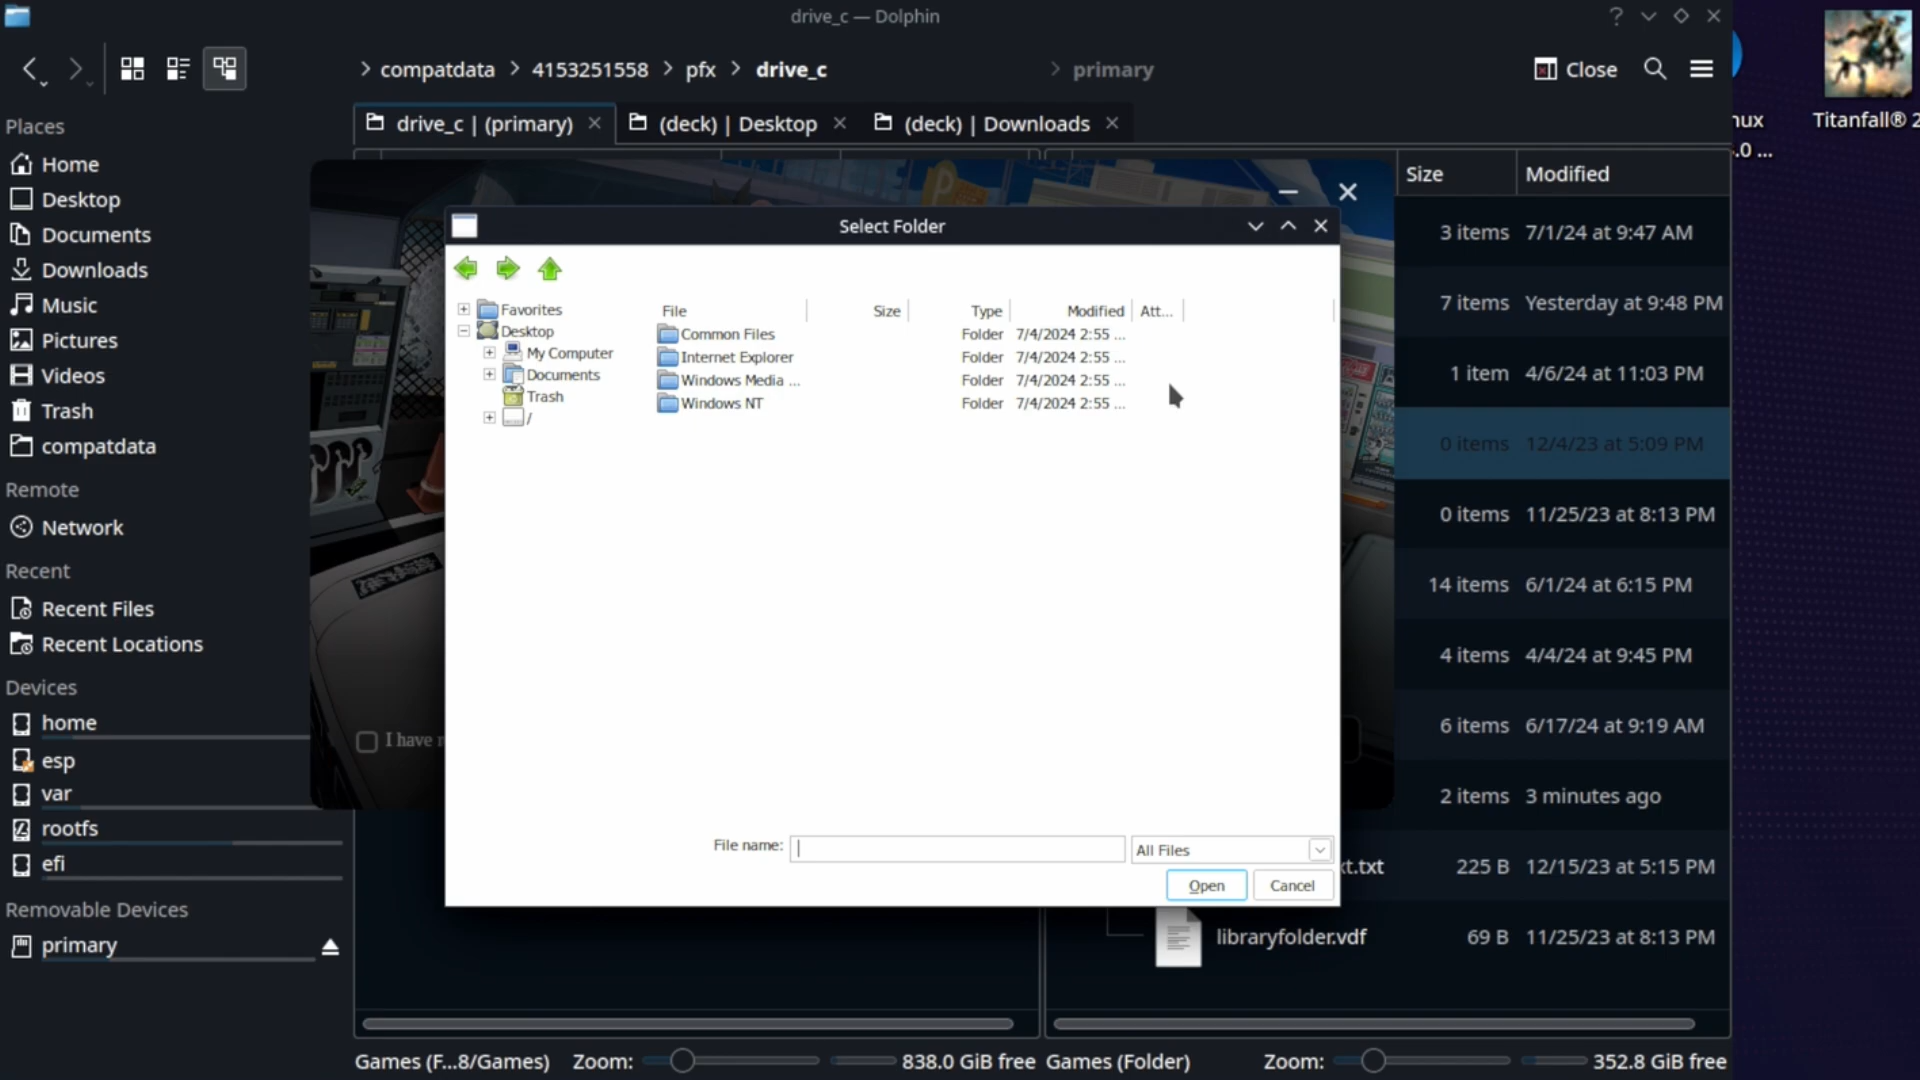 drive_c — Dolphin
compatdata
4153251558
pfx
drive_c
primary
Close
drive_c | (primary)
(deck) | Desktop
(deck) | Downloads
Places
Home
Desktop
Documents
Downloads
Music
Pictures
Videos
Trash
compatdata
Remote
Network
Recent
Recent Files
Recent Locations
Devices
home
esp
var
rootfs
efi
Removable Devices
primary
Select Folder
Favorites
Desktop
My Computer
Documents
Trash
/
File Size Type Modified Att...
Common Files Folder 7/4/2024 2:55 ...
Internet Explorer Folder 7/4/2024 2:55 ...
Windows Media ... Folder 7/4/2024 2:55 ...
Windows NT Folder 7/4/2024 2:55 ...
File name:
All Files
Open
Cancel
I have
Size Modified
3 items 7/1/24 at 9:47 AM
7 items Yesterday at 9:48 PM
1 item 4/6/24 at 11:03 PM
0 items 12/4/23 at 5:09 PM
0 items 11/25/23 at 8:13 PM
14 items 6/1/24 at 6:15 PM
4 items 4/4/24 at 9:45 PM
6 items 6/17/24 at 9:19 AM
2 items 3 minutes ago
xt.txt 225 B 12/15/23 at 5:15 PM
libraryfolder.vdf 69 B 11/25/23 at 8:13 PM
Games (F...8/Games)
Zoom:
838.0 GiB free
Games (Folder)
Zoom:
352.8 GiB free
nux
.0 ...
Titanfall® 2